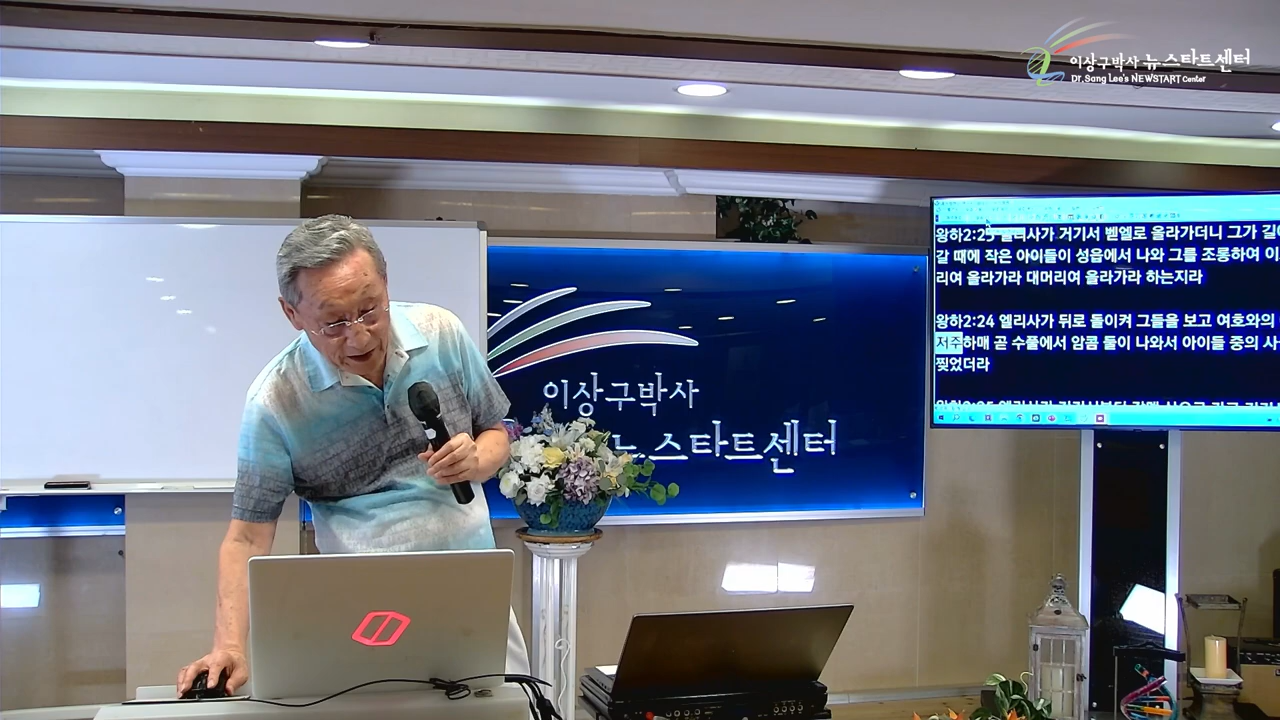 이상구박사 뉴스타트센터
Dr. Sang Lee's NEWSTART Center
이상구박사
뉴스타트센터
왕하2:23 엘리사가 거기서 벧엘로 올라가더니 그가 길에
갈 때에 작은 아이들이 성읍에서 나와 그를 조롱하여 이르
리여 올라가라 대머리여 올라가라 하는지라
왕하2:24 엘리사가 뒤로 돌이켜 그들을 보고 여호와의
저주하매 곧 수풀에서 암콤 둘이 나와서 아이들 중의 사
찢었더라